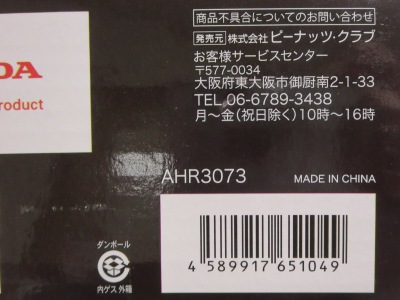 商品不具合についてのお問い合わせ
発売元 株式会社 ピーナッツ・クラブ
お客様サービスセンター
〒577-0034
大阪府東大阪市御厨南2-1-33
TEL 06-6789-3438
月〜金(祝日除く)10時〜16時
DA
roduct
AHR3073 MADE IN CHINA
ダンボール
内ゲス 外箱
4 589917 651049